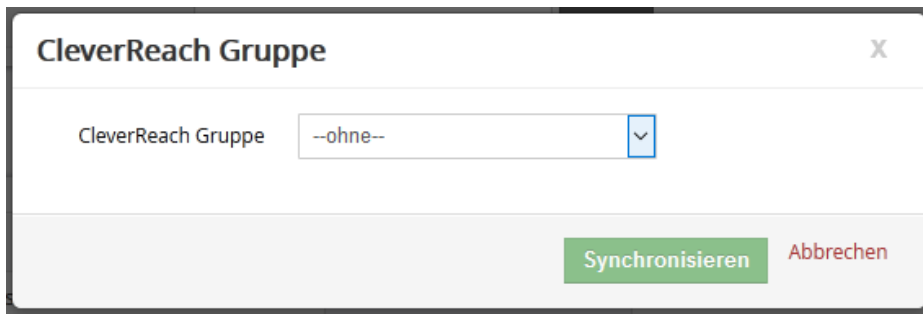 CleverReach Gruppe
X
CleverReach Gruppe
--ohne--
Synchronisieren
Abbrechen